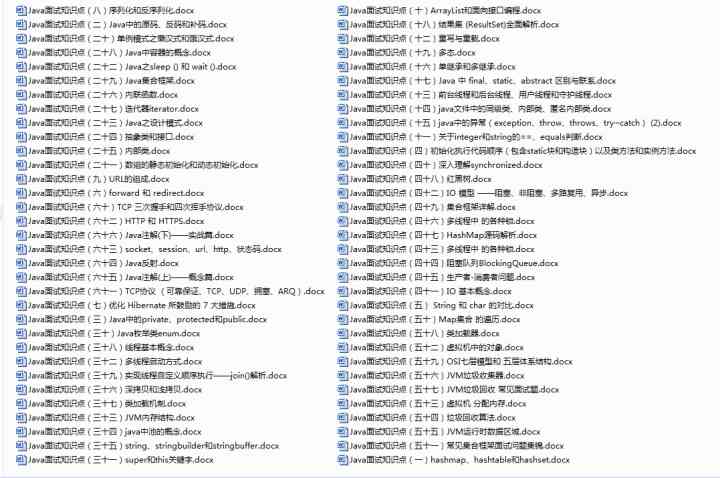 Java面试知识点（八）序列化和反序列化.docx
Java面试知识点（二）Java中的原码、反码和补码.docx
Java面试知识点（二十）单例模式之乘汉式和饿汉式.docx
Java面试知识点（二十八）Java中容器的概念.docx
Java面试知识点（二十二）Java之sleep () 和 wait ().docx
Java面试知识点（二十九）Java集合框架.docx
Java面试知识点（二十六）内联函数.docx
Java面试知识点（二十七）迭代器iterator.docx
Java面试知识点（二十三）Java之设计模式.docx
Java面试知识点（二十四）抽象类和接口.docx
Java面试知识点（二十五）内部类.docx
Java面试知识点（二十一）数组的静态初始化和动态初始化.docx
Java面试知识点（九）URL的组成.docx
Java面试知识点（六）forward 和 redirect.docx
Java面试知识点（六十）TCP 三次握手和四次挥手协议.docx
Java面试知识点（六十二）HTTP 和 HTTPS.docx
Java面试知识点（六十六）Java注解(下)——实战篇.docx
Java面试知识点（六十三）socket、session、url、http、状态码.docx
Java面试知识点（六十四）Java反射.docx
Java面试知识点（六十五）Java注解(上)——概念篇.docx
Java面试知识点（六十一）TCP协议 （可靠保证、TCP、UDP、拥塞、ARQ）.docx
Java面试知识点（七）优化 Hibernate 所鼓励的 7 大措施.docx
Java面试知识点（三）Java中的private、protected和public.docx
Java面试知识点（三十）Java枚举类enum.docx
Java面试知识点（三十八）线程基本概念.docx
Java面试知识点（三十二）多线程启动方式.docx
Java面试知识点（三十九）实现线程自定义顺序执行——join()解析.docx
Java面试知识点（三十六）深拷贝和浅拷贝.docx
Java面试知识点（三十七）类加载机制.docx
Java面试知识点（三十三）JVM内存结构.docx
Java面试知识点（三十四）java中池的概念.docx
Java面试知识点（三十五）string、stringbuilder和stringbuffer.docx
Java面试知识点（三十一）super和this关键字.docx
Java面试知识点（十）ArrayList和面向接口编程.docx
Java面试知识点（十八）结果集 (ResultSet)全面解析.docx
Java面试知识点（十二）重写与重载.docx
Java面试知识点（十九）多态.docx
Java面试知识点（十六）单继承和多继承.docx
Java面试知识点（十七）Java 中 final、static、abstract 区别与联系.docx
Java面试知识点（十三）前台线程和后台线程、用户线程和守护线程.docx
Java面试知识点（十四）java文件中的同级类、内部类、匿名内部类.docx
Java面试知识点（十五）java中的异常（exception、throw、throws、try~catch）(2).docx
Java面试知识点（十一）关于integer和string的==、equals判断.docx
Java面试知识点（四）初始化执行代码顺序（包含static块和构造块）以及类方法和实例方法.docx
Java面试知识点（四十）深入理解synchronized.docx
Java面试知识点（四十八）红黑树.docx
Java面试知识点（四十二）IO 模型 ——阻塞、非阻塞、多路复用、异步.docx
Java面试知识点（四十九）集合框架详解.docx
Java面试知识点（四十六）多线程中 的各种锁.docx
Java面试知识点（四十七）HashMap源码解析.docx
Java面试知识点（四十三）多线程中 的各种锁.docx
Java面试知识点（四十四）阻塞队列BlockingQueue.docx
Java面试知识点（四十五）生产者-消费者问题.docx
Java面试知识点（四十一）IO 基本概念.docx
Java面试知识点（五） String 和 char 的对比.docx
Java面试知识点（五十）Map集合 的遍历.docx
Java面试知识点（五十八）类加载器.docx
Java面试知识点（五十二）虚拟机中的对象.docx
Java面试知识点（五十九）OSI七层模型和 五层体系结构.docx
Java面试知识点（五十六）JVM垃圾收集器.docx
Java面试知识点（五十七）JVM垃圾回收 常见面试题.docx
Java面试知识点（五十三）虚拟机 分配内存.docx
Java面试知识点（五十四）垃圾回收算法.docx
Java面试知识点（五十五）JVM运行时数据区域.docx
Java面试知识点（五十一）常见集合框架面试问题集锦.docx
Java面试知识点（一）hashmap、hashtable和hashset.docx